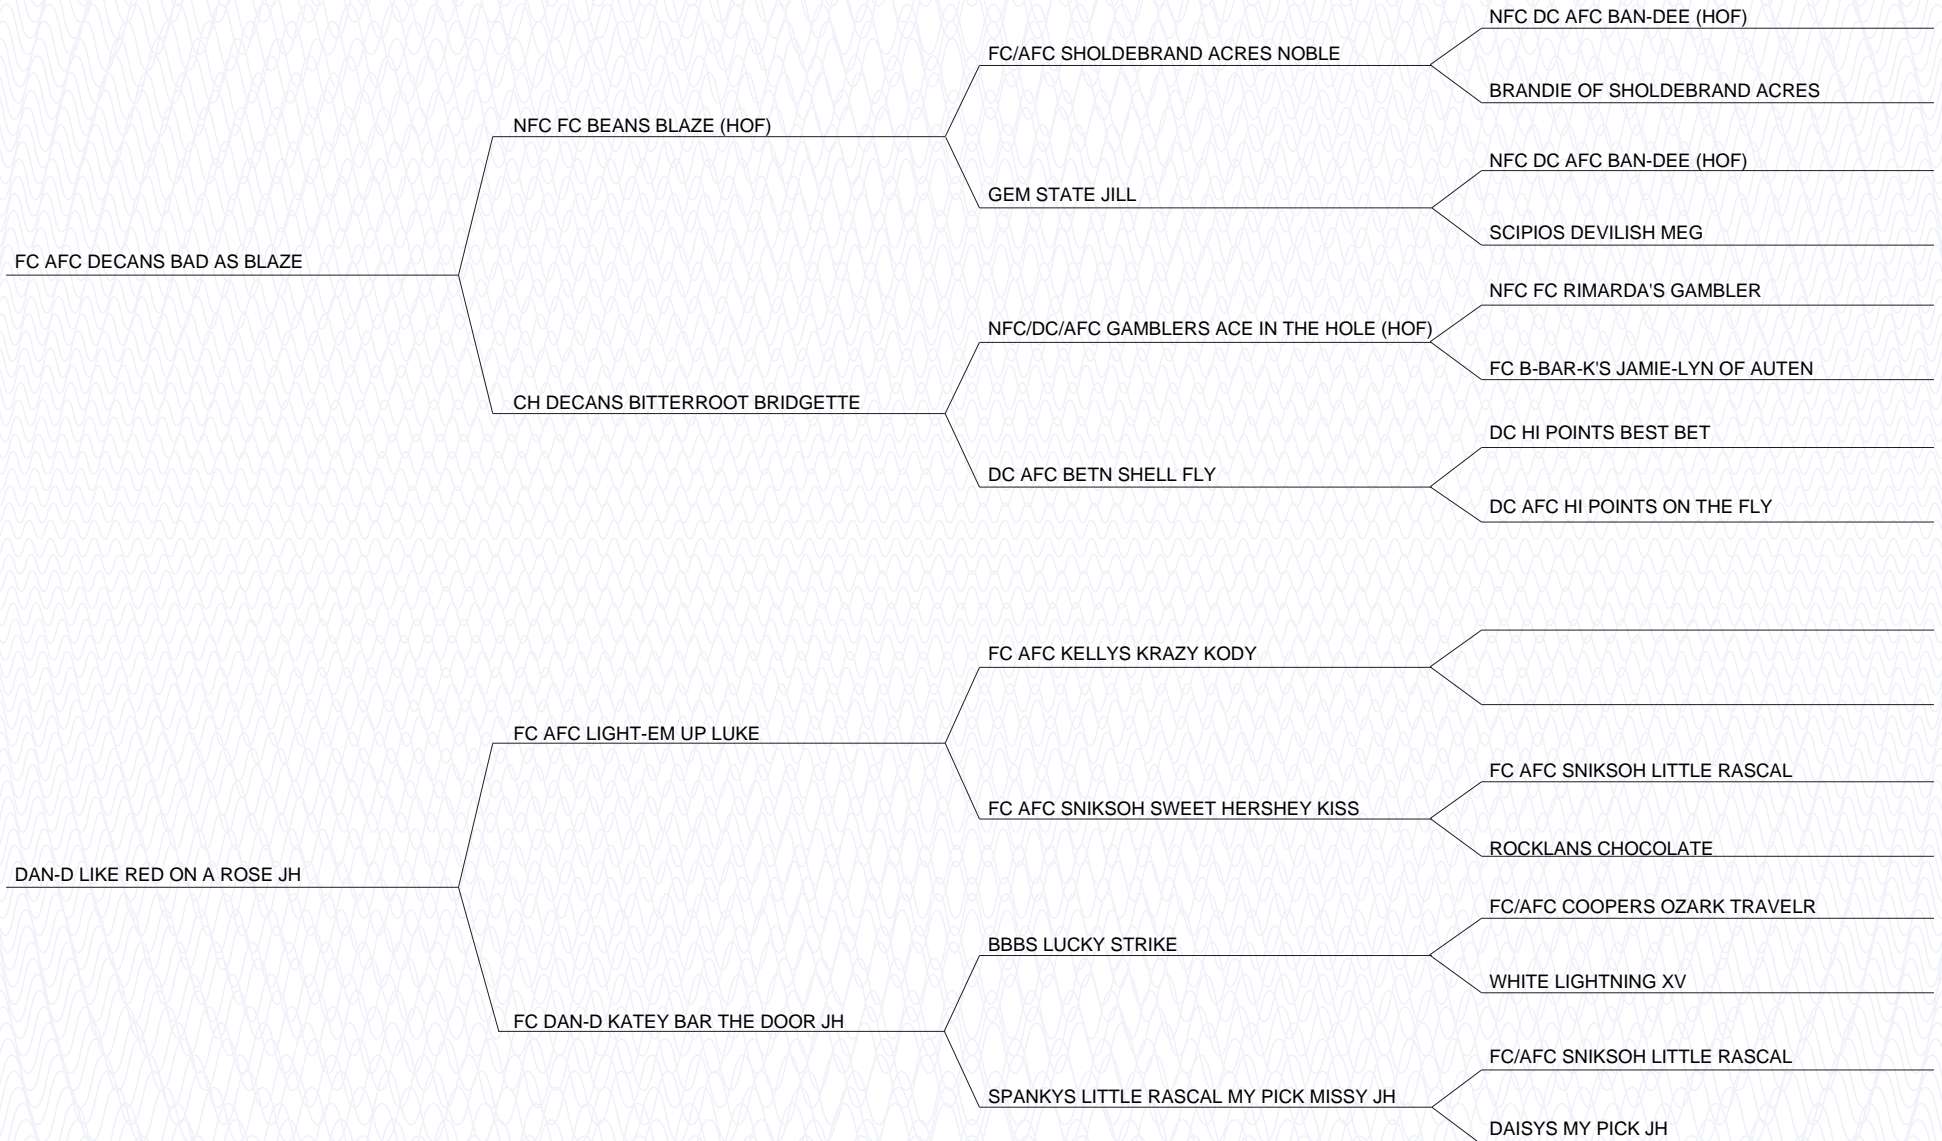 NFC DC AFC BAN-DEE (HOF)
FC/AFC SHOLDEBRAND ACRES NOBLE
BRANDIE OF SHOLDEBRAND ACRES
NFC FC BEANS BLAZE (HOF)
NFC DC AFC BAN-DEE (HOF)
GEM STATE JILL
SCIPIOS DEVILISH MEG
FC AFC DECANS BAD AS BLAZE
NFC FC RIMARDA'S GAMBLER
NFC/DC/AFC GAMBLERS ACE IN THE HOLE (HOF)
FC B-BAR-K'S JAMIE-LYN OF AUTEN
CH DECANS BITTERROOT BRIDGETTE
DC HI POINTS BEST BET
DC AFC BETN SHELL FLY
DC AFC HI POINTS ON THE FLY
FC AFC KELLYS KRAZY KODY
FC AFC LIGHT-EM UP LUKE
FC AFC SNIKSOH LITTLE RASCAL
FC AFC SNIKSOH SWEET HERSHEY KISS
ROCKLANS CHOCOLATE
DAN-D LIKE RED ON A ROSE JH
FC/AFC COOPERS OZARK TRAVELR
BBBS LUCKY STRIKE
WHITE LIGHTNING XV
FC DAN-D KATEY BAR THE DOOR JH
FC/AFC SNIKSOH LITTLE RASCAL
SPANKYS LITTLE RASCAL MY PICK MISSY JH
DAISYS MY PICK JH